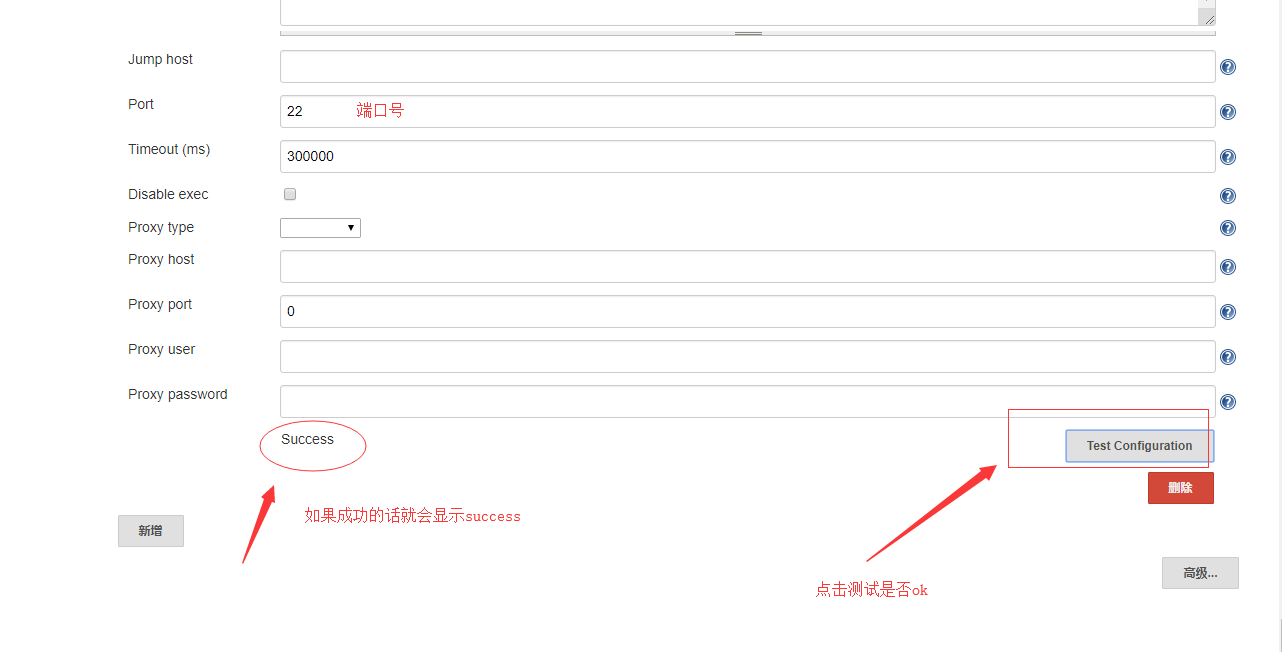 Jump host
Port
22
端口号
Timeout (ms)
300000
Disable exec
Proxy type
Proxy host
Proxy port
0
Proxy user
Proxy password
Success
Test Configuration
删除
如果成功的话就会显示success
新增
高级...
点击测试是否ok